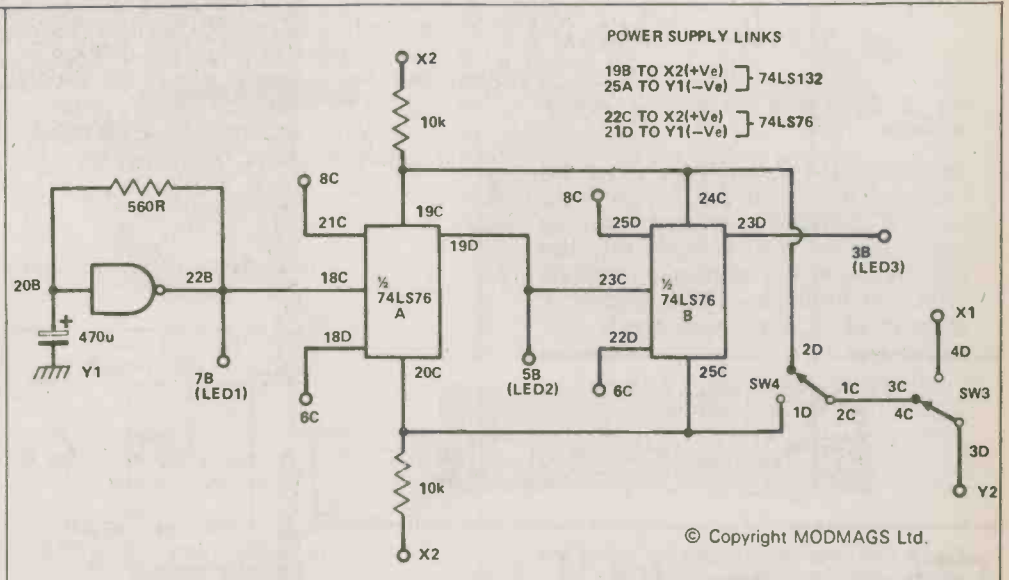 POWER SUPPLY LINKS
19B TO X2(+Ve)
25A TO Y1(−Ve)
74LS132
22C TO X2(+Ve)
21D TO Y1(−Ve)
74LS76
X2
10k
8C
21C
19C
19D
560R
20B
22B
18C
½
74LS76
A
470u
+
Y1
7B
(LED1)
18D
6C
20C
5B
(LED2)
8C
25D
24C
23D
23C
½
74LS76
B
22D
6C
25C
3B
(LED3)
2D
SW4
1D
1C
2C
3C
4C
X1
4D
SW3
3D
Y2
10k
X2
© Copyright MODMAGS Ltd.